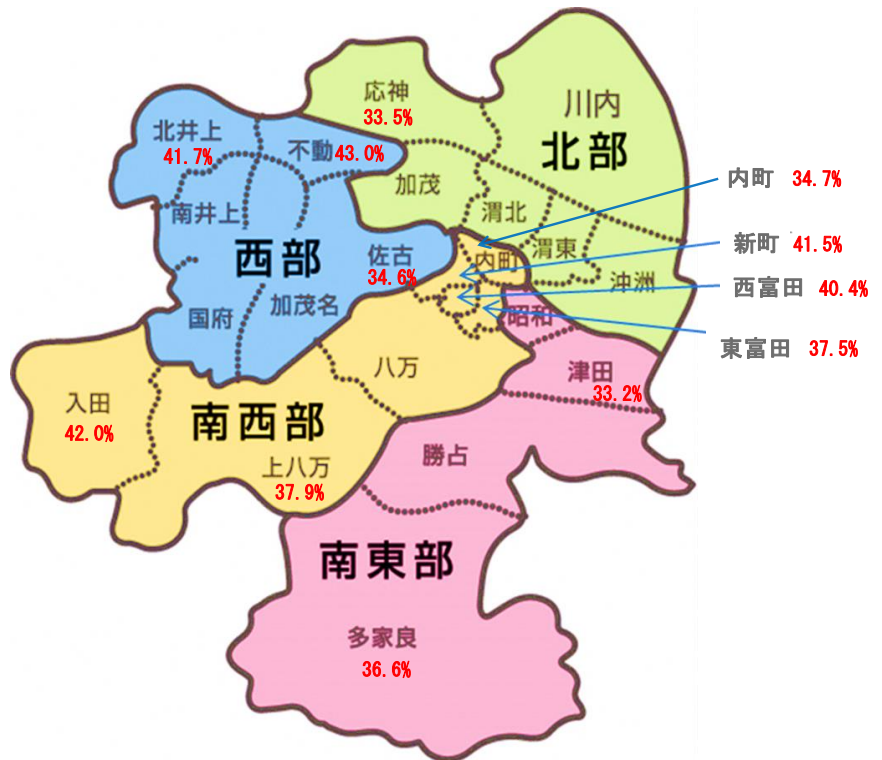 応神
33.5%
川内
北部
北井上
41.7%
不動 43.0%
加茂
内町 34.7%
南井上
渭北
新町 41.5%
西部
佐古
34.6%
内町
渭東
沖洲
西富田 40.4%
国府
加茂名
昭和
東富田 37.5%
八万
津田
33.2%
入田
42.0%
南西部
上八万
37.9%
勝占
南東部
多家良
36.6%